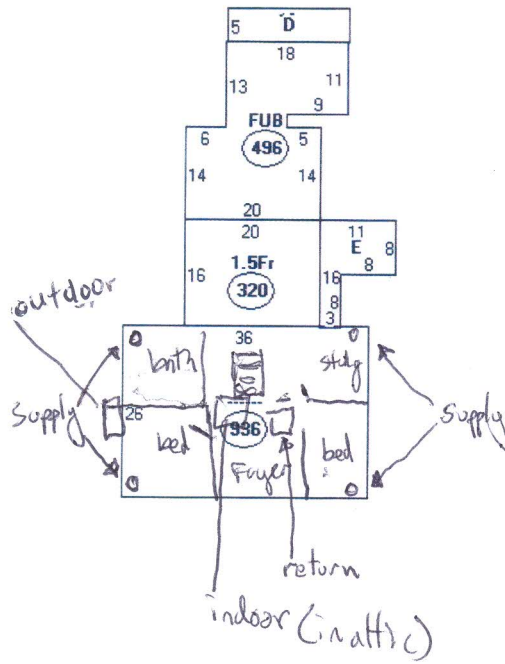 5 D
18
13 11
9
FUB
6 5
496
14 14
20
20 11
E 8
1.5Fr 8
16 16
320 8
outdoor 3
36
bath study
Supply 26 Supply
936
bed Foyer bed
return
indoor (in attic)